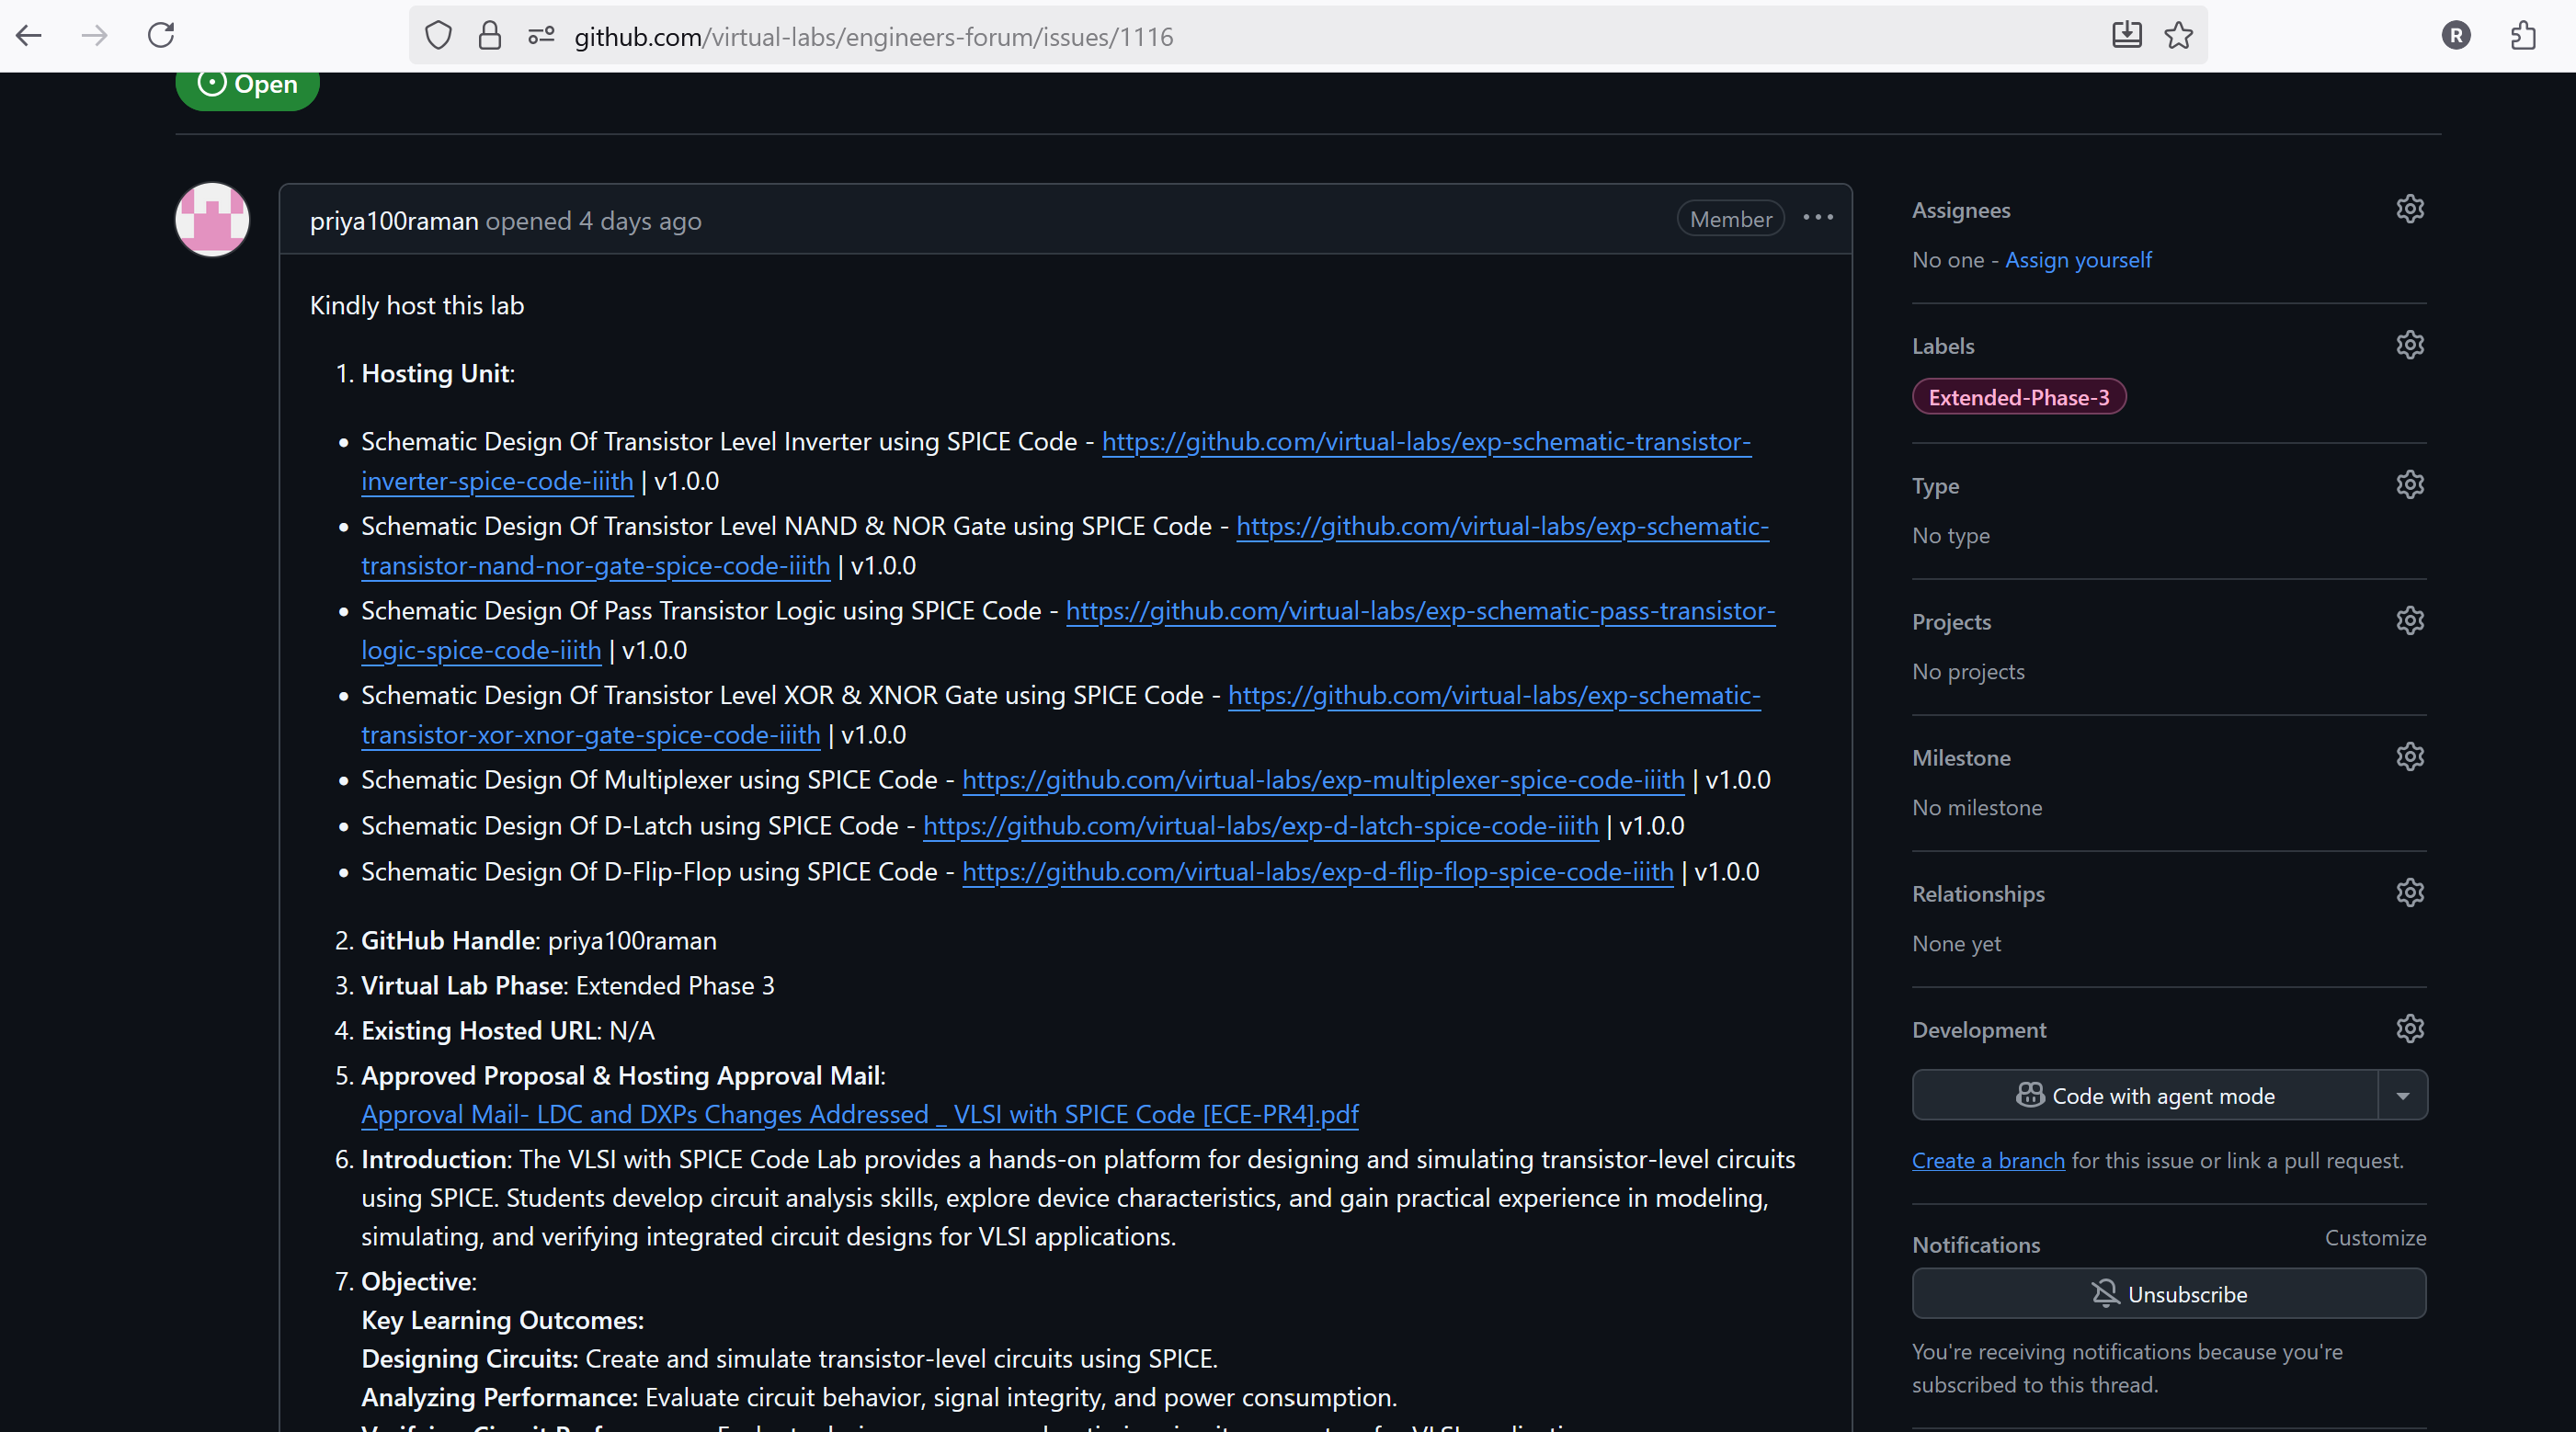 github.com/virtual-labs/engineers-forum/issues/1116
R
Open
priya100raman opened 4 days ago
Member
Kindly host this lab
1. Hosting Unit:
• Schematic Design Of Transistor Level Inverter using SPICE Code - https://github.com/virtual-labs/exp-schematic-transistor-
inverter-spice-code-iiith | v1.0.0
• Schematic Design Of Transistor Level NAND & NOR Gate using SPICE Code - https://github.com/virtual-labs/exp-schematic-
transistor-nand-nor-gate-spice-code-iiith | v1.0.0
• Schematic Design Of Pass Transistor Logic using SPICE Code - https://github.com/virtual-labs/exp-schematic-pass-transistor-
logic-spice-code-iiith | v1.0.0
• Schematic Design Of Transistor Level XOR & XNOR Gate using SPICE Code - https://github.com/virtual-labs/exp-schematic-
transistor-xor-xnor-gate-spice-code-iiith | v1.0.0
• Schematic Design Of Multiplexer using SPICE Code - https://github.com/virtual-labs/exp-multiplexer-spice-code-iiith | v1.0.0
• Schematic Design Of D-Latch using SPICE Code - https://github.com/virtual-labs/exp-d-latch-spice-code-iiith | v1.0.0
• Schematic Design Of D-Flip-Flop using SPICE Code - https://github.com/virtual-labs/exp-d-flip-flop-spice-code-iiith | v1.0.0
2. GitHub Handle: priya100raman
3. Virtual Lab Phase: Extended Phase 3
4. Existing Hosted URL: N/A
5. Approved Proposal & Hosting Approval Mail:
Approval Mail- LDC and DXPs Changes Addressed _ VLSI with SPICE Code [ECE-PR4].pdf
6. Introduction: The VLSI with SPICE Code Lab provides a hands-on platform for designing and simulating transistor-level circuits
using SPICE. Students develop circuit analysis skills, explore device characteristics, and gain practical experience in modeling,
simulating, and verifying integrated circuit designs for VLSI applications.
7. Objective:
Key Learning Outcomes:
Designing Circuits: Create and simulate transistor-level circuits using SPICE.
Analyzing Performance: Evaluate circuit behavior, signal integrity, and power consumption.
Assignees
No one - Assign yourself
Labels
Extended-Phase-3
Type
No type
Projects
No projects
Milestone
No milestone
Relationships
None yet
Development
Code with agent mode
Create a branch for this issue or link a pull request.
Notifications
Customize
Unsubscribe
You're receiving notifications because you're
subscribed to this thread.